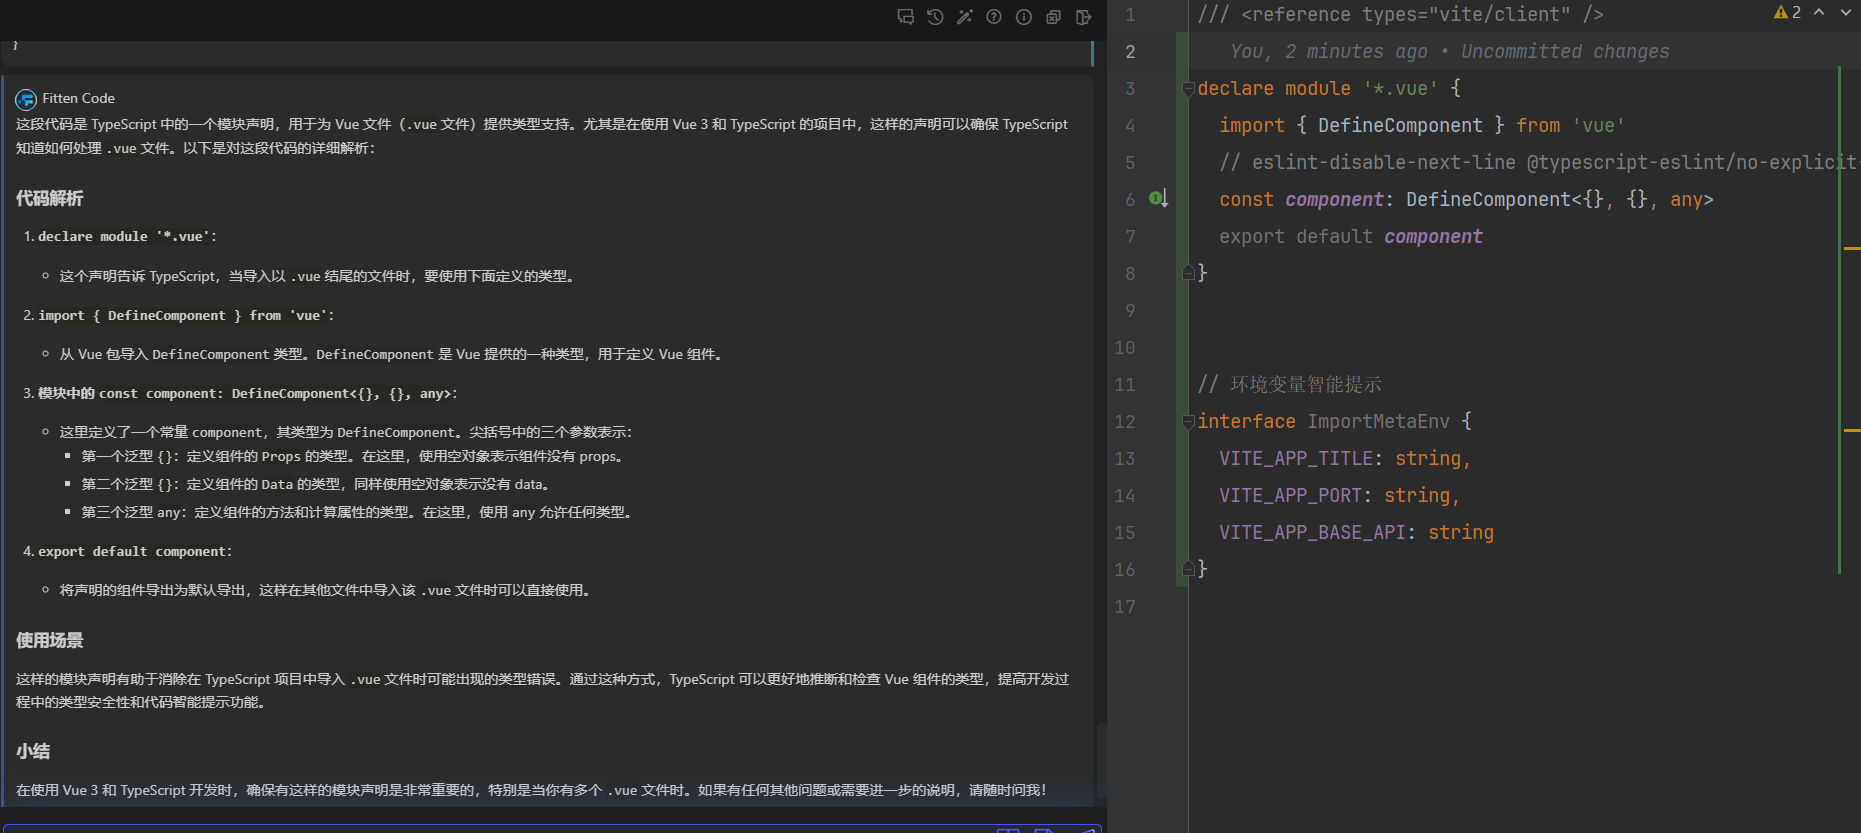 }
Fitten Code
这段代码是 TypeScript 中的一个模块声明，用于为 Vue 文件（.vue 文件）提供类型支持。尤其是在使用 Vue 3 和 TypeScript 的项目中，这样的声明可以确保 TypeScript
知道如何处理 .vue 文件。以下是对这段代码的详细解析：
代码解析
1. declare module '*.vue'：
这个声明告诉 TypeScript，当导入以 .vue 结尾的文件时，要使用下面定义的类型。
2. import { DefineComponent } from 'vue'：
从 Vue 包导入 DefineComponent 类型。DefineComponent 是 Vue 提供的一种类型，用于定义 Vue 组件。
3. 模块中的 const component: DefineComponent<{}, {}, any>：
这里定义了一个常量 component，其类型为 DefineComponent。尖括号中的三个参数表示：
第一个泛型 {}：定义组件的 Props 的类型。在这里，使用空对象表示组件没有 props。
第二个泛型 {}：定义组件的 Data 的类型，同样使用空对象表示没有 data。
第三个泛型 any：定义组件的方法和计算属性的类型。在这里，使用 any 允许任何类型。
4. export default component：
将声明的组件导出为默认导出，这样在其他文件中导入该 .vue 文件时可以直接使用。
使用场景
这样的模块声明有助于消除在 TypeScript 项目中导入 .vue 文件时可能出现的类型错误。通过这种方式，TypeScript 可以更好地推断和检查 Vue 组件的类型，提高开发过
程中的类型安全性和代码智能提示功能。
小结
在使用 Vue 3 和 TypeScript 开发时，确保有这样的模块声明是非常重要的，特别是当你有多个 .vue 文件时。如果有任何其他问题或需要进一步的说明，请随时问我！
2
1 /// <reference types="vite/client" />
2 You, 2 minutes ago • Uncommitted changes
3 declare module '*.vue' {
4 import { DefineComponent } from 'vue'
5 // eslint-disable-next-line @typescript-eslint/no-explicit-
6 const component: DefineComponent<{}, {}, any>
7 export default component
8 }
9
10
11 // 环境变量智能提示
12 interface ImportMetaEnv {
13 VITE_APP_TITLE: string,
14 VITE_APP_PORT: string,
15 VITE_APP_BASE_API: string
16 }
17